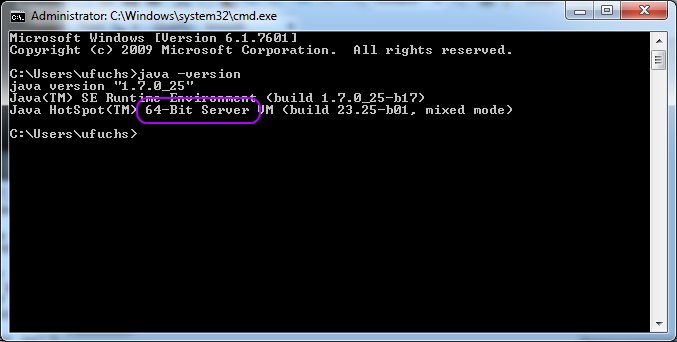 Administrator: C:\Windows\system32\cmd.exe
Microsoft Windows [Version 6.1.7601]
Copyright (c) 2009 Microsoft Corporation.  All rights reserved.
C:\Users\ufuchs>java -version
java version "1.7.0_25"
Java(TM) SE Runtime Environment (build 1.7.0_25-b17)
Java HotSpot(TM) 64-Bit Server VM (build 23.25-b01, mixed mode)
C:\Users\ufuchs>